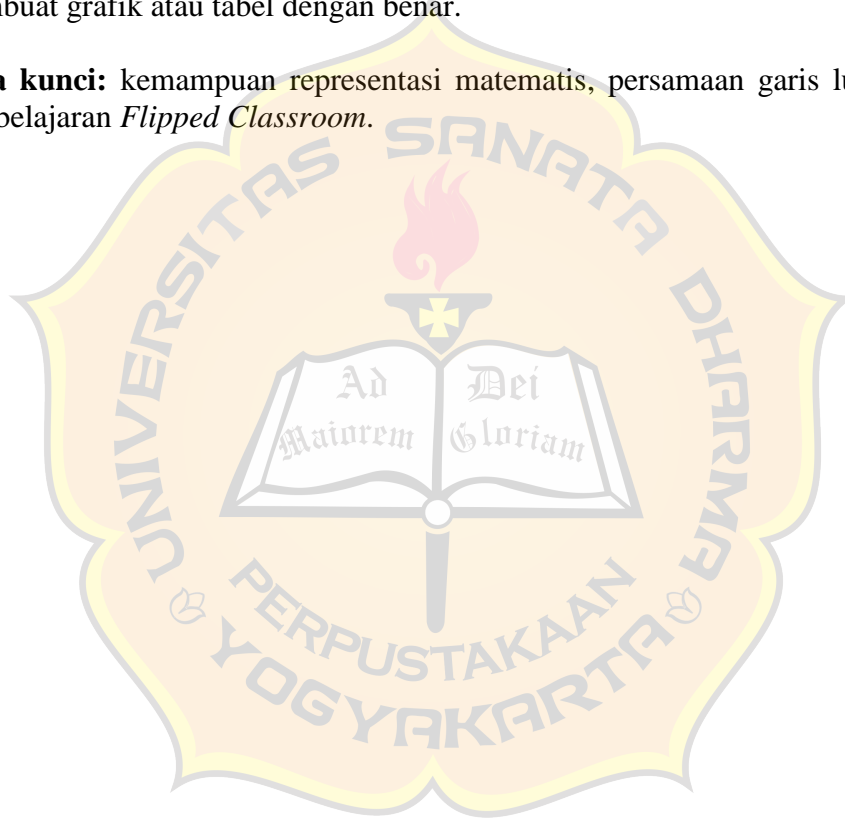 buat grafik atau tabel dengan benar.
kunci: kemampuan representasi matematis, persamaan garis
belajaran Flipped Classroom.
UNIVERSITAS SANATA DHARMA
Ad Dei
Maiorem Gloriam
PERPUSTAKAAN
YOGYAKARTA